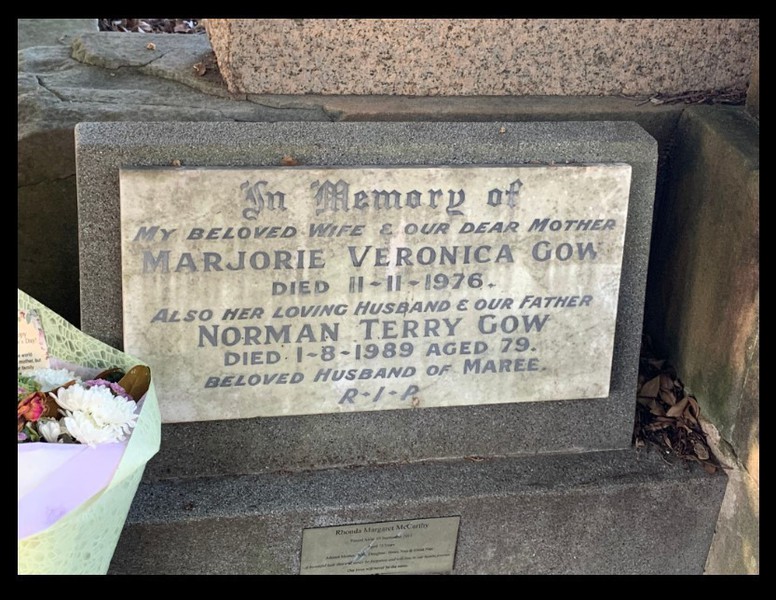 In Memory of
MY BELOVED WIFE & OUR DEAR MOTHER
MARJORIE VERONICA GOW
DIED 11-11-1976.
ALSO HER LOVING HUSBAND & OUR FATHER
NORMAN TERRY GOW
DIED 1-8-1989 AGED 79.
BELOVED HUSBAND OF MAREE.
R-I-P
Rhonda Margaret McCarthy